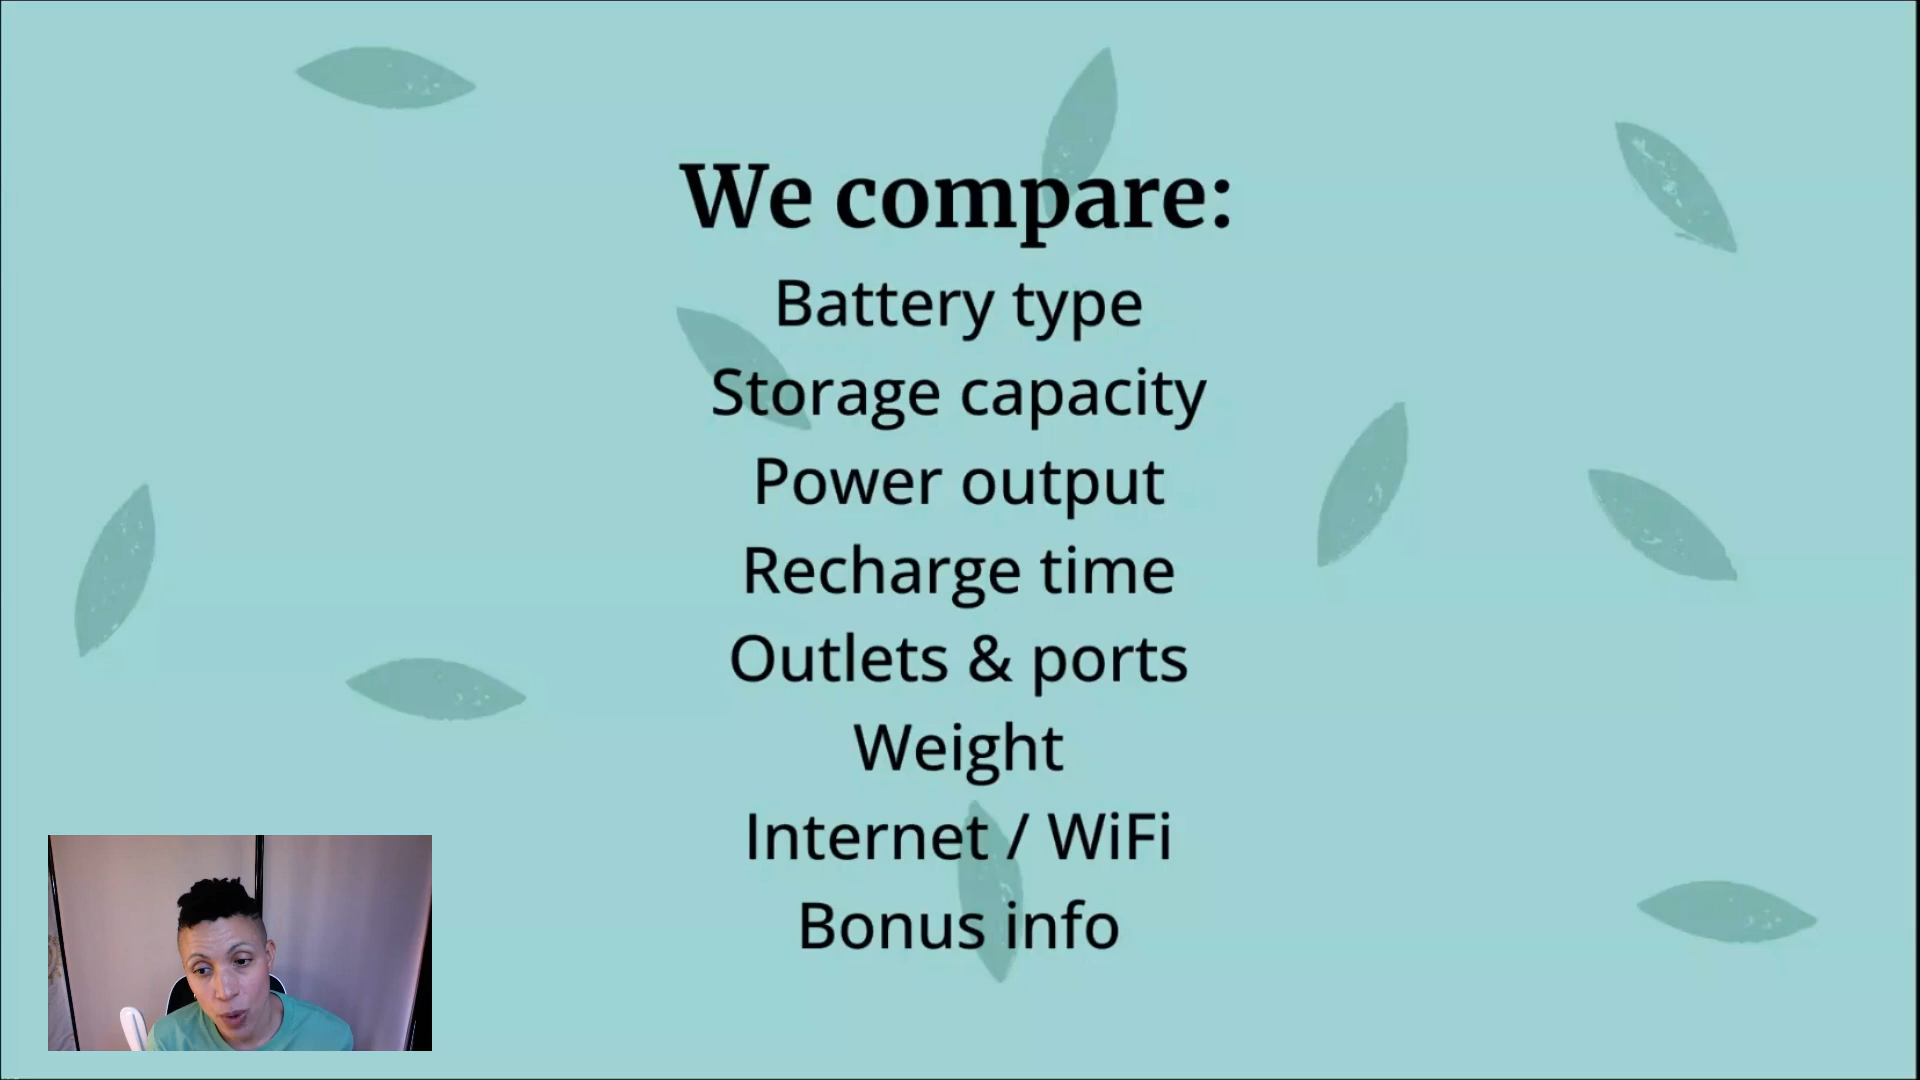 We compare:
Battery type
Storage capacity
Power output
Recharge time
Outlets & ports
Weight
Internet / WiFi
Bonus info